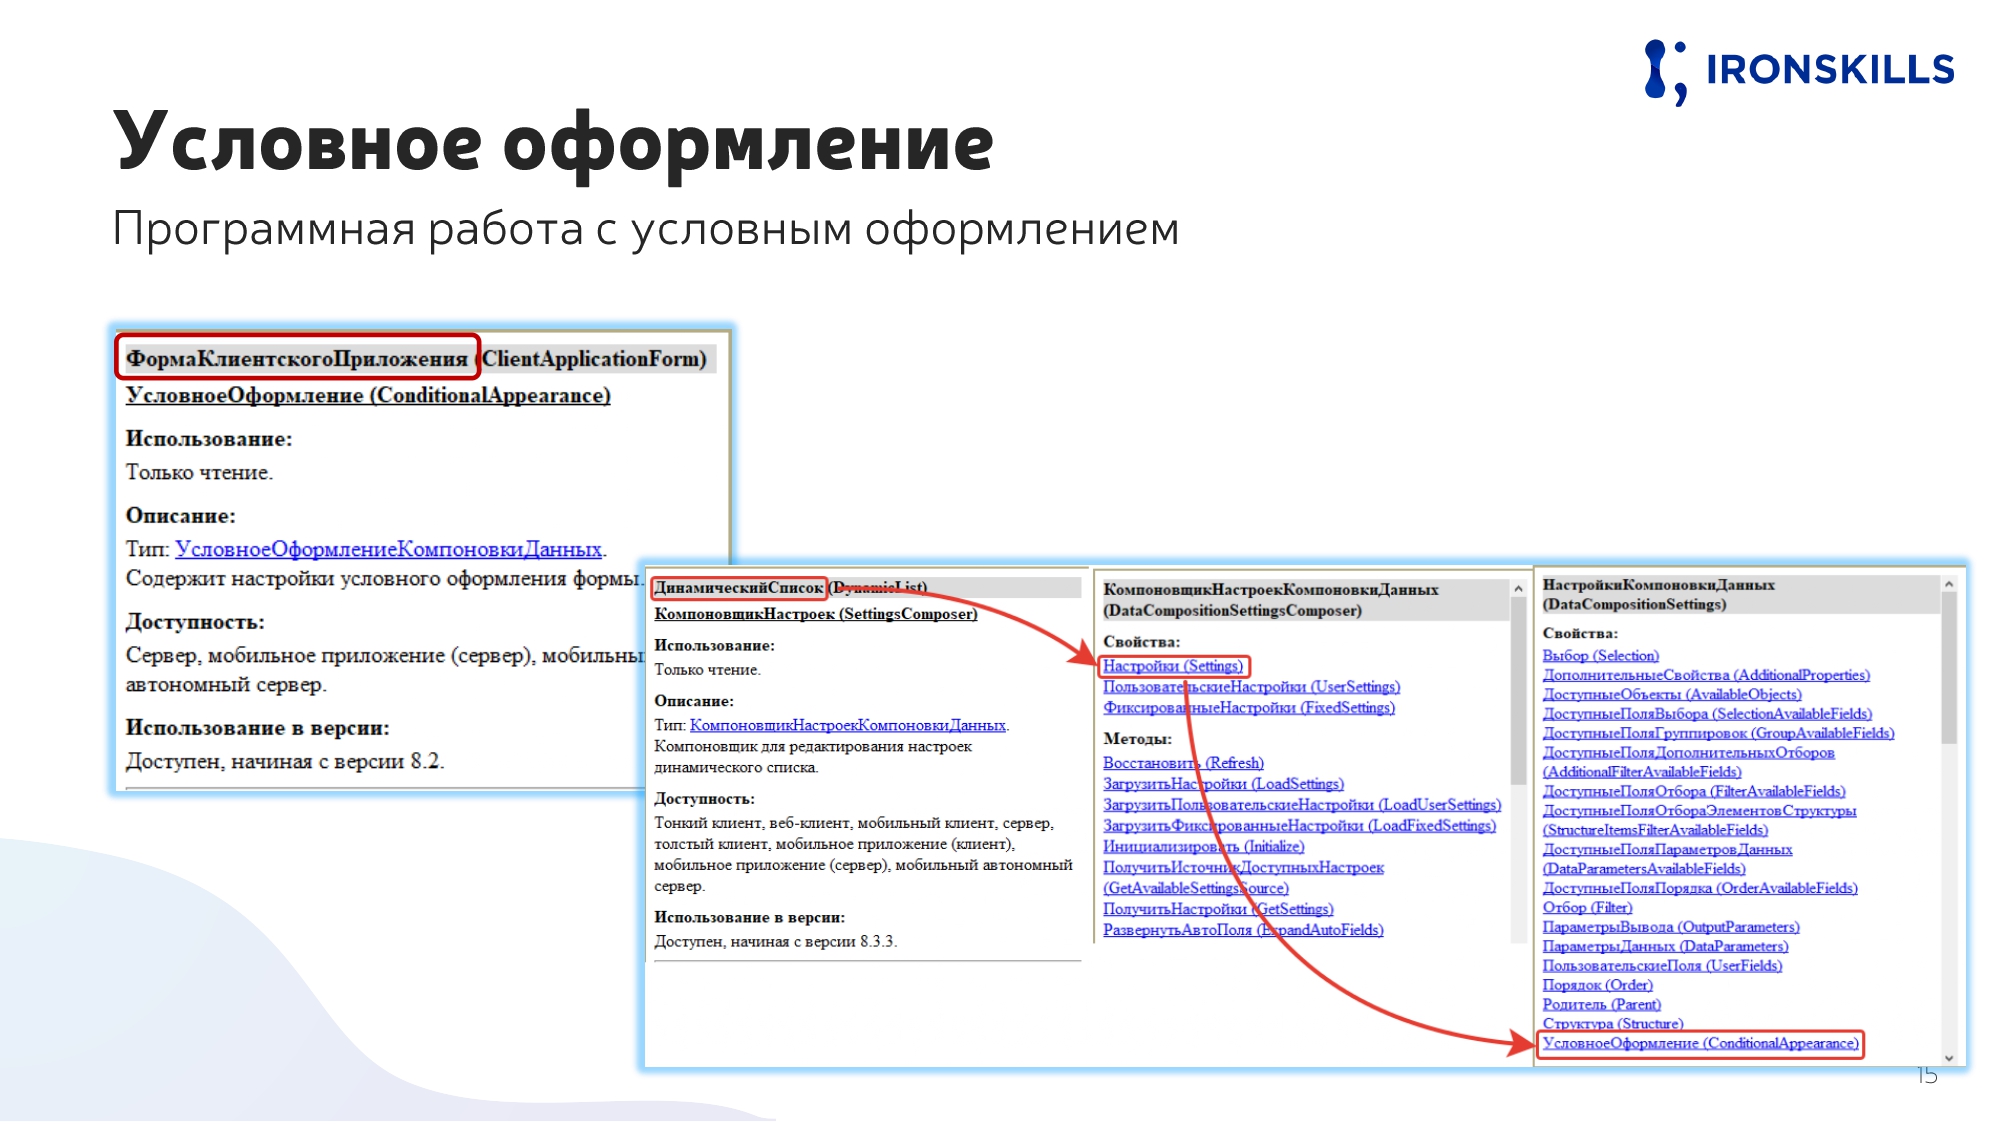 IRONSKILLS
Условное оформление
Программная работа с условным оформлением
ФормаКлиентскогоПриложения (ClientApplicationForm)
УсловноеОформление (ConditionalAppearance)
Использование:
Только чтение.
Описание:
Тип: УсловноеОформлениеКомпоновкиДанных.
Содержит настройки условного оформления формы.
Доступность:
Сервер, мобильное приложение (сервер), мобильны
автономный сервер.
Использование в версии:
Доступен, начиная с версии 8.2.
ДинамическийСписок (DynamicList)
КомпоновщикНастроек (SettingsComposer)
Использование:
Только чтение.
Описание:
Тип: КомпоновщикНастроекКомпоновкиДанных.
Компоновщик для редактирования настроек
динамического списка.
Доступность:
Тонкий клиент, веб-клиент, мобильный клиент, сервер,
толстый клиент, мобильное приложение (клиент),
мобильное приложение (сервер), мобильный автономный
сервер.
Использование в версии:
Доступен, начиная с версии 8.3.3.
КомпоновщикНастроекКомпоновкиДанных
(DataCompositionSettingsComposer)
Свойства:
Настройки (Settings)
ПользовательскиеНастройки (UserSettings)
ФиксированныеНастройки (FixedSettings)
Методы:
Восстановить (Refresh)
ЗагрузитьНастройки (LoadSettings)
ЗагрузитьПользовательскиеНастройки (LoadUserSettings)
ЗагрузитьФиксированныеНастройки (LoadFixedSettings)
Инициализировать (Initialize)
ПолучитьИсточникДоступныхНастроек
(GetAvailableSettingsSource)
ПолучитьНастройки (GetSettings)
РазвернутьАвтоПоля (ExpandAutoFields)
НастройкиКомпоновкиДанных
(DataCompositionSettings)
Свойства:
Выбор (Selection)
ДополнительныеСвойства (AdditionalProperties)
ДоступныеОбъекты (AvailableObjects)
ДоступныеПоляВыбора (SelectionAvailableFields)
ДоступныеПоляГруппировок (GroupAvailableFields)
ДоступныеПоляДополнительныхОтборов
(AdditionalFilterAvailableFields)
ДоступныеПоляОтбора (FilterAvailableFields)
ДоступныеПоляОтбораЭлементовСтруктуры
(StructureItemsFilterAvailableFields)
ДоступныеПоляПараметровДанных
(DataParametersAvailableFields)
ДоступныеПоляПорядка (OrderAvailableFields)
Отбор (Filter)
ПараметрыВывода (OutputParameters)
ПараметрыДанных (DataParameters)
ПользовательскиеПоля (UserFields)
Порядок (Order)
Родитель (Parent)
Структура (Structure)
УсловноеОформление (ConditionalAppearance)
15